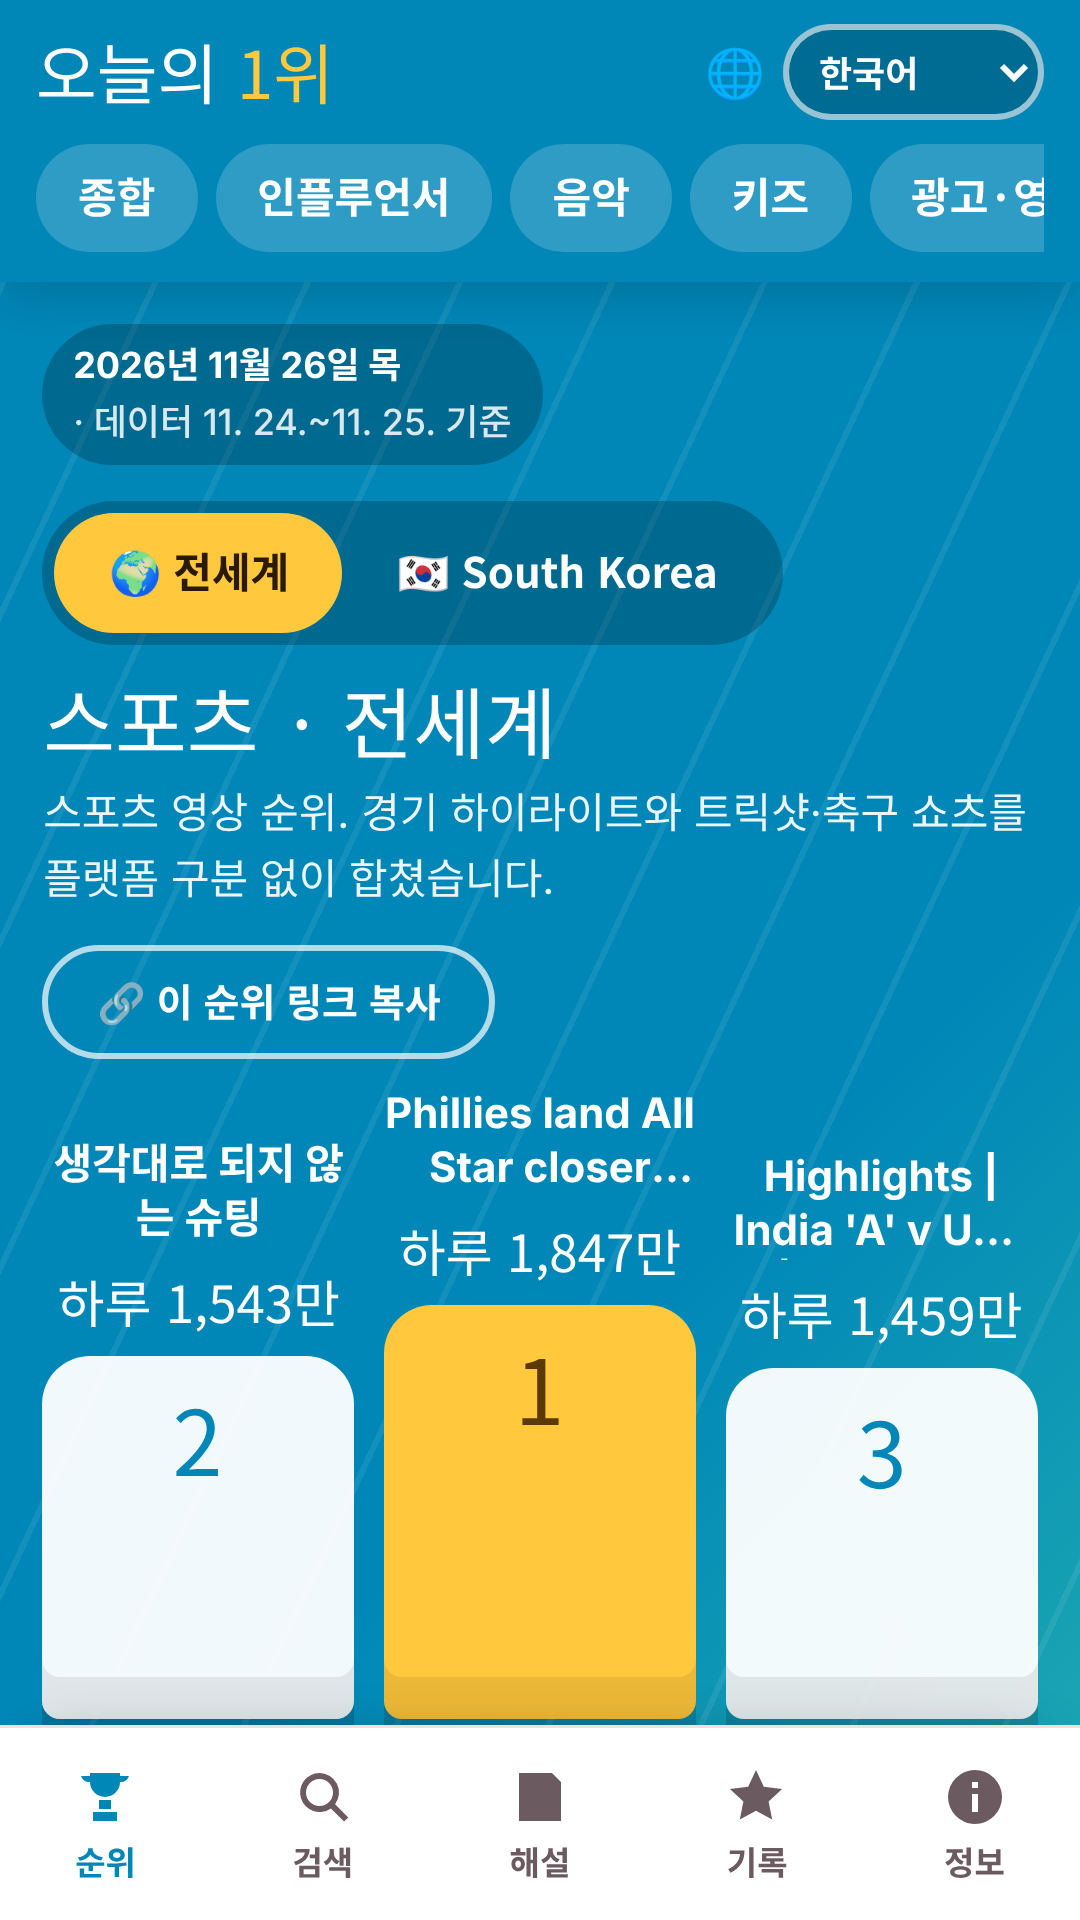 오늘의 1위
한국어
종합
인플루언서
음악
키즈
광고·영
2026년 11월 26일 목
· 데이터 11. 24.~11. 25. 기준
전세계
South Korea
스포츠 · 전세계
스포츠 영상 순위. 경기 하이라이트와 트릭샷·축구 쇼츠를
플랫폼 구분 없이 합쳤습니다.
이 순위 링크 복사
생각대로 되지 않
는 슈팅
하루 1,543만
2
Phillies land All
Star closer…
하루 1,847만
1
Highlights |
India 'A' v U…
하루 1,459만
3
순위
검색
해설
기록
정보